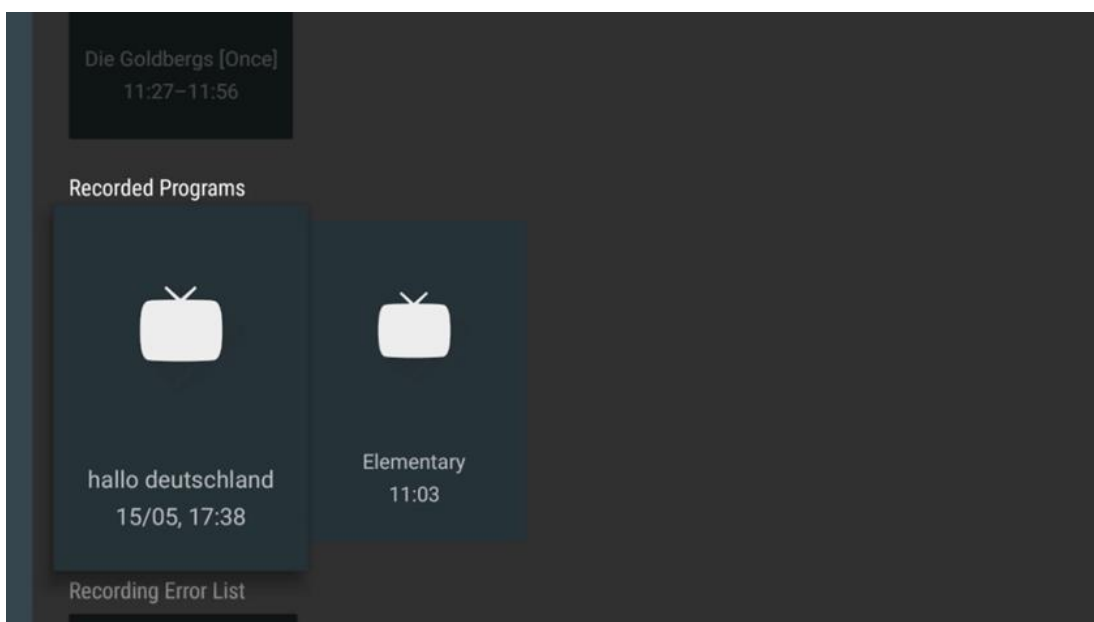 Die Goldbergs [Once]
11:27–11:56
Recorded Programs
hallo deutschland
15/05, 17:38
Elementary
11:03
Recording Error List